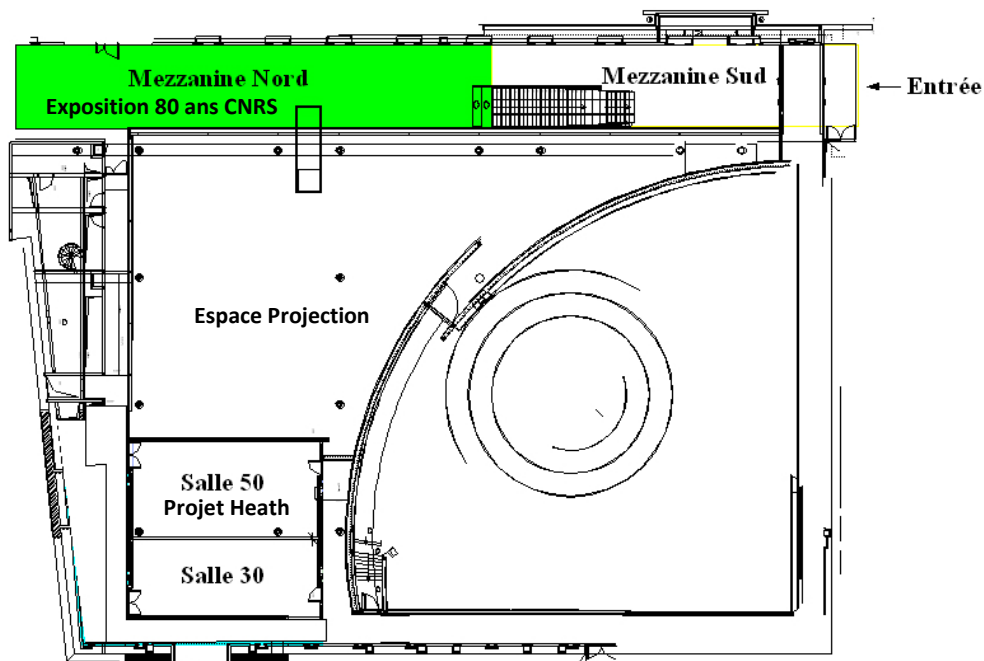 Mezzanine Nord
Exposition 80 ans CNRS
Mezzanine Sud
Entrée
Espace Projection
Salle 50
Projet Heath
Salle 30